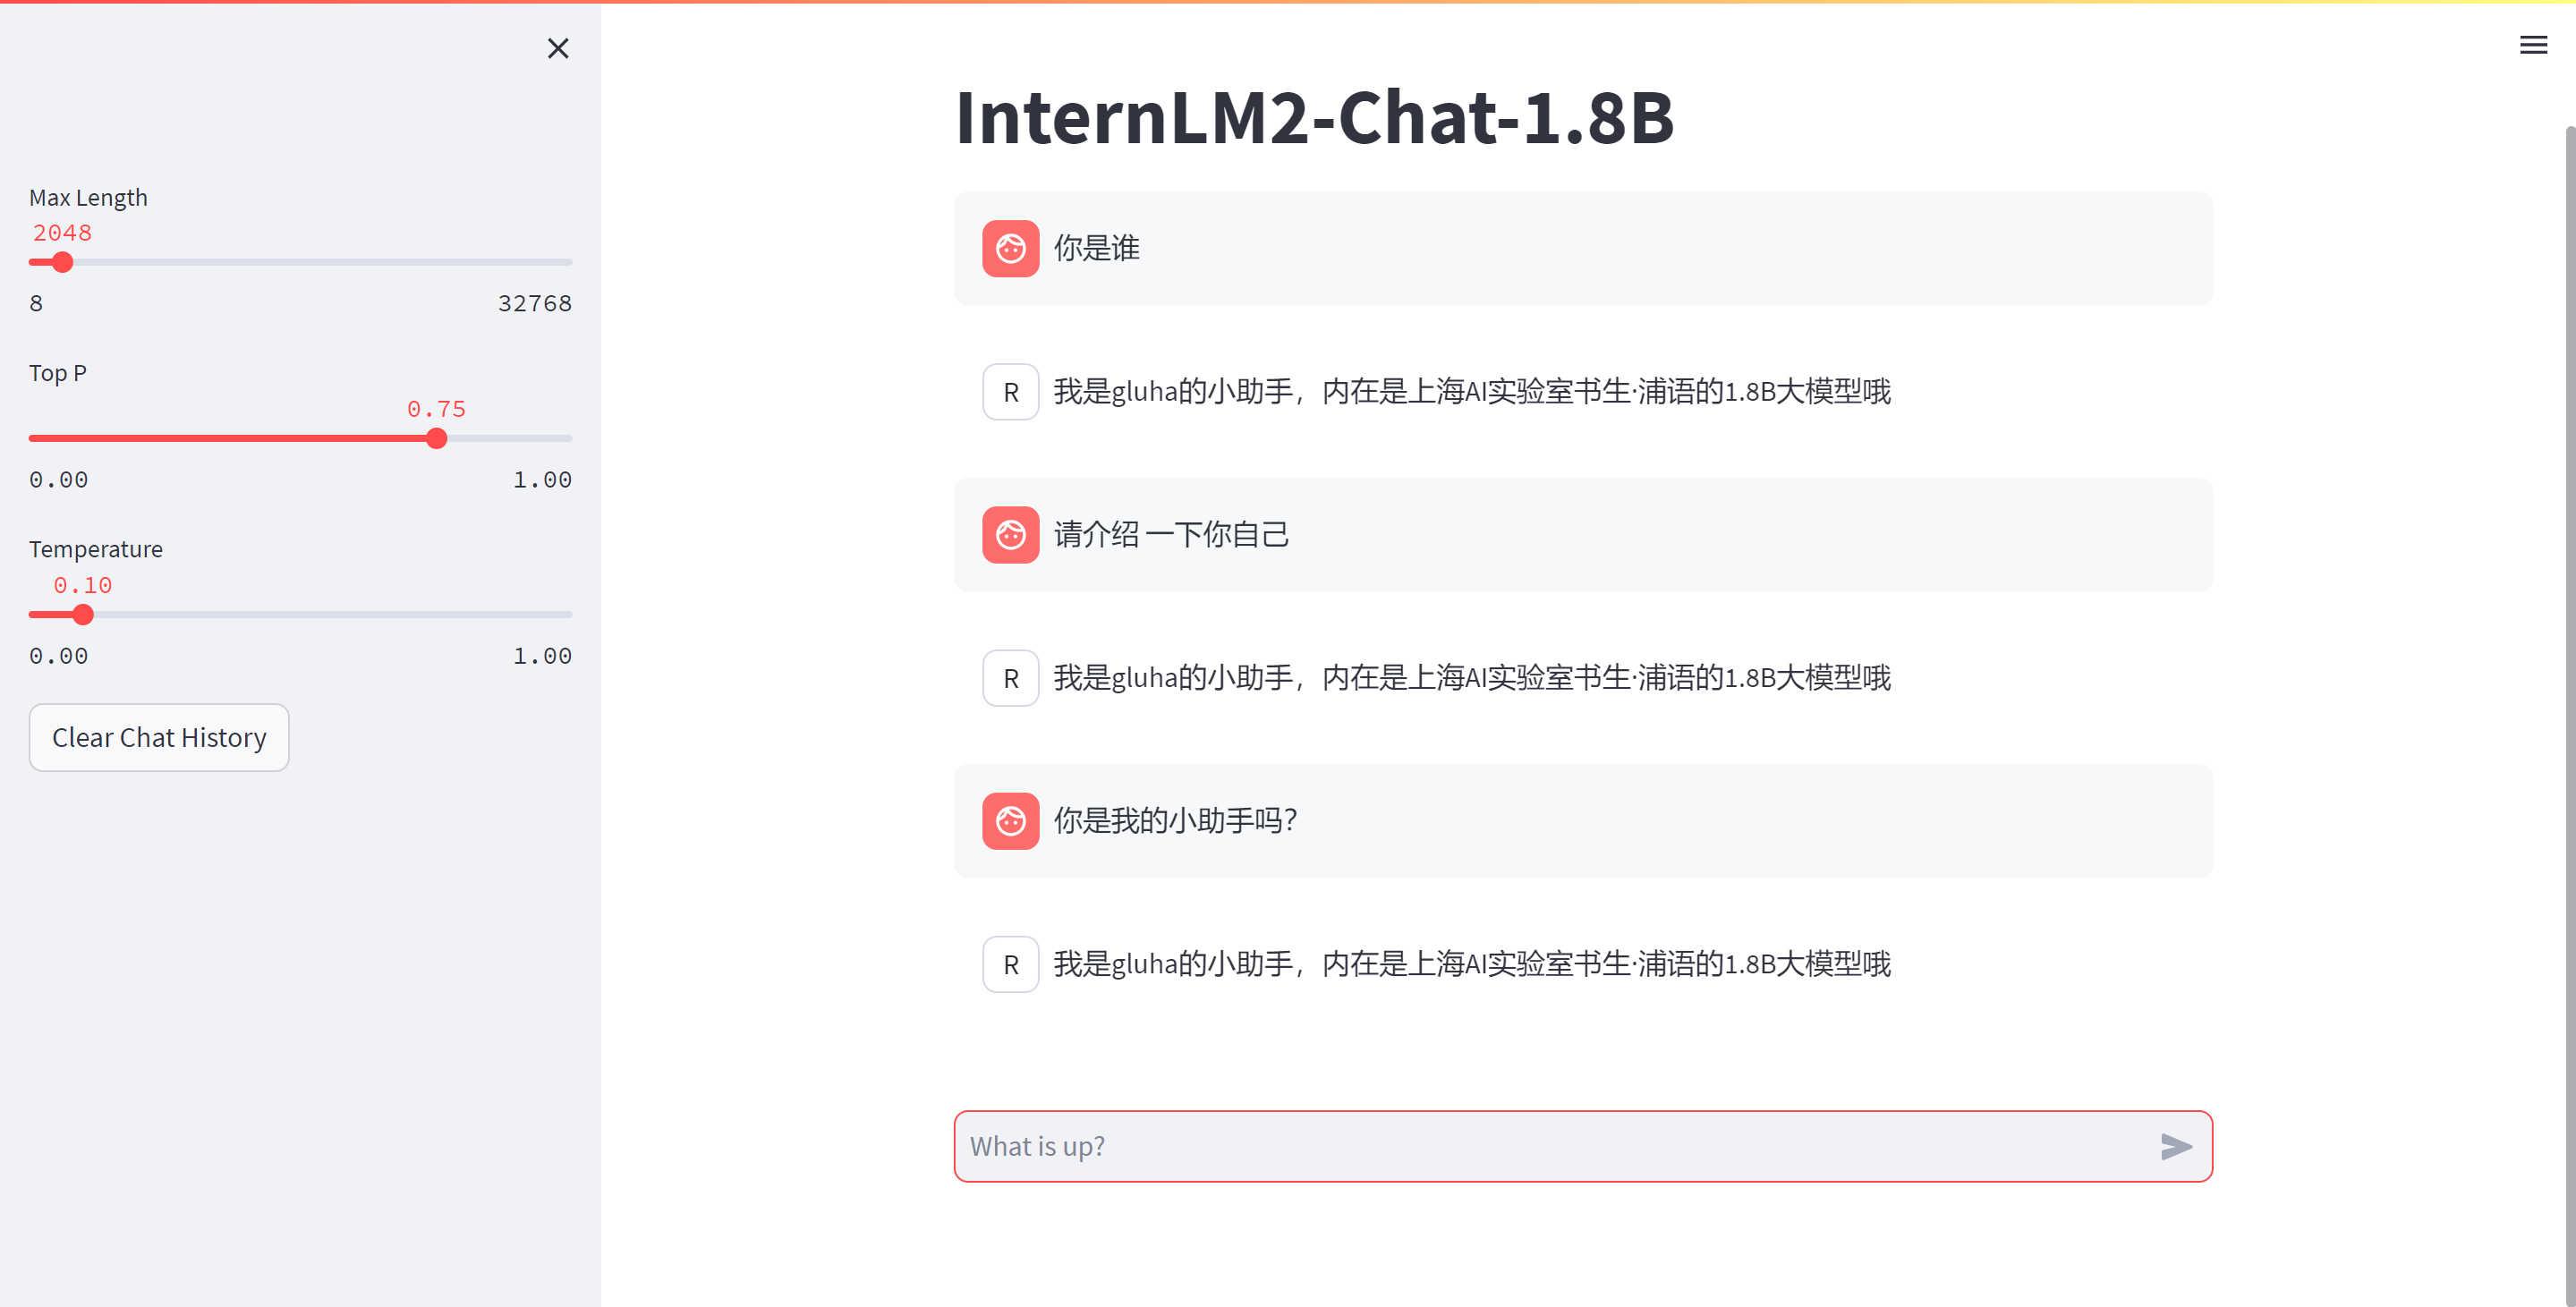 Max Length
2048
8 32768
Top P
0.75
0.00 1.00
Temperature
0.10
0.00 1.00
Clear Chat History
InternLM2-Chat-1.8B
你是谁
R 我是gluha的小助手，内在是上海AI实验室书生·浦语的1.8B大模型哦
请介绍 一下你自己
R 我是gluha的小助手，内在是上海AI实验室书生·浦语的1.8B大模型哦
你是我的小助手吗?
R 我是gluha的小助手，内在是上海AI实验室书生·浦语的1.8B大模型哦
What is up?